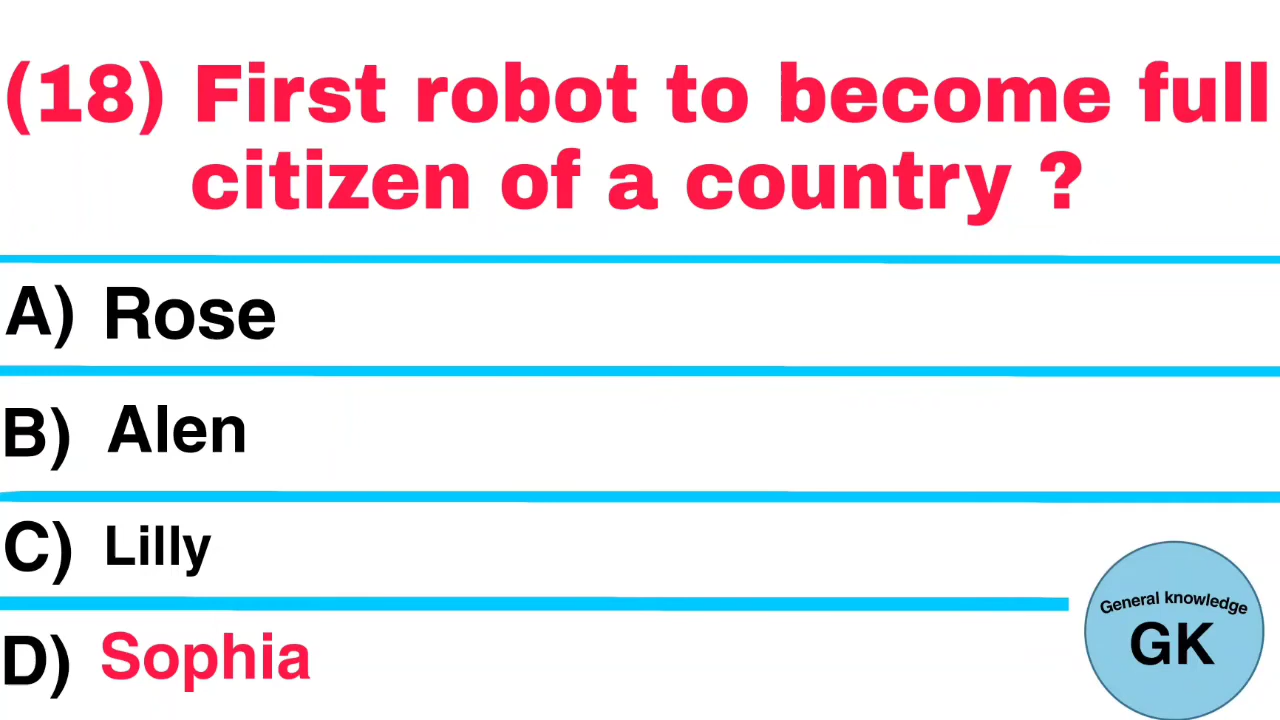 (18) First robot to become full
citizen of a country ?
A) Rose
B) Alen
C) Lilly
D) Sophia
General knowledge
GK